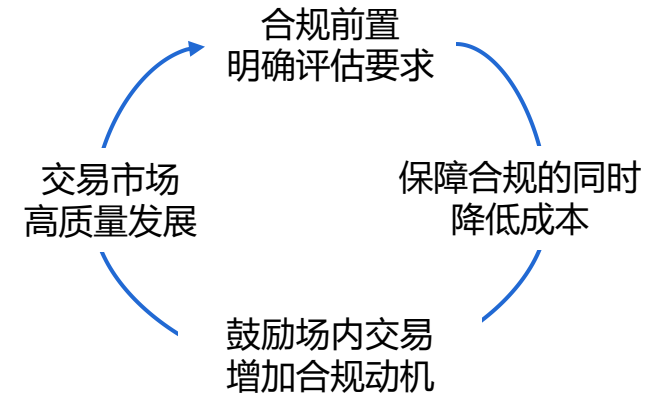 合规前置
明确评估要求
交易市场
高质量发展
保障合规的同时
降低成本
鼓励场内交易
增加合规动机